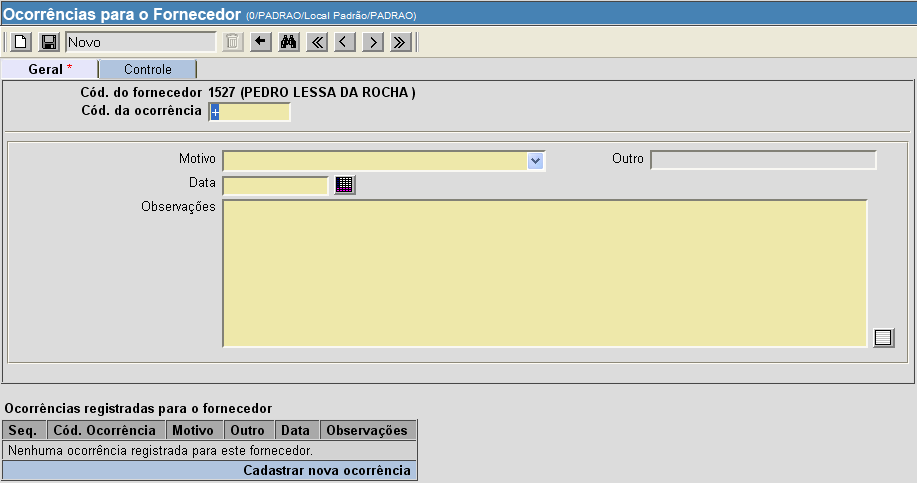 Ocorrências para o Fornecedor (0/PADRAO/Local Padrão/PADRAO)
Novo
Geral * Controle
Cód. do fornecedor 1527 (PEDRO LESSA DA ROCHA )
Cód. da ocorrência +
Motivo Outro
Data
Observações
Ocorrências registradas para o fornecedor
Seq. Cód. Ocorrência Motivo Outro Data Observações
Nenhuma ocorrência registrada para este fornecedor.
Cadastrar nova ocorrência